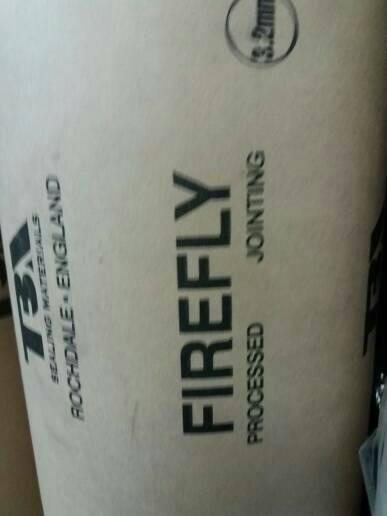 TBA
SEALING MATERIALS
ROCHDALE • ENGLAND
FIREFLY
PROCESSED JOINTING
3.2mm